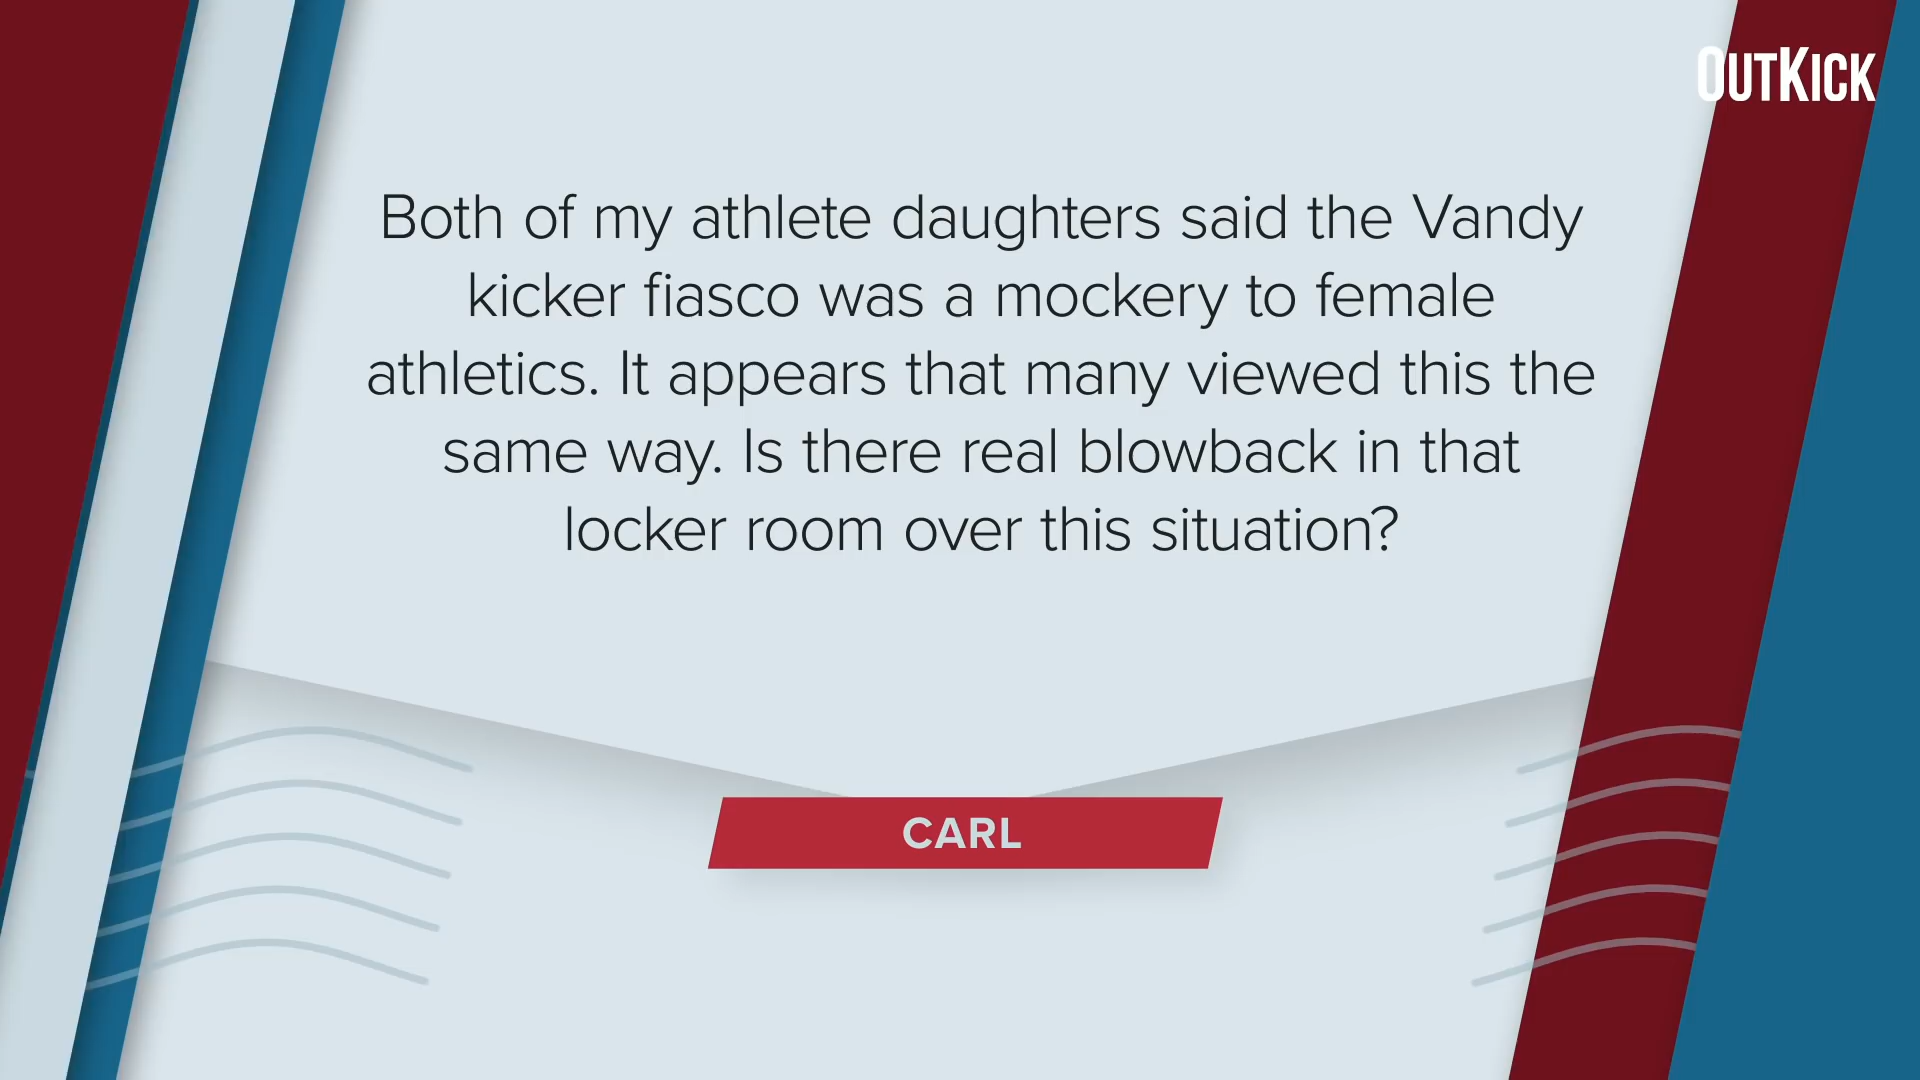 OUTKICK
Both of my athlete daughters said the Vandy
kicker fiasco was a mockery to female
athletics. It appears that many viewed this the
same way. Is there real blowback in that
locker room over this situation?
CARL